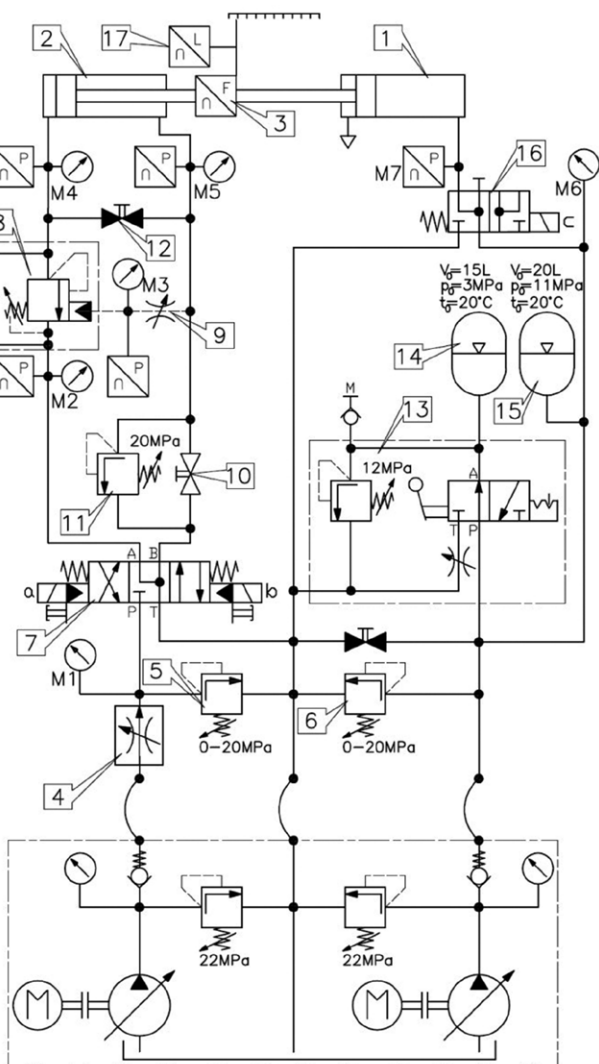 17
n L
2
1
n F
3
n P
M4
n P
M5
n P
M7
16
M6
c
12
8
M3
9
n P
V₀=15L V₀=20L
p₀=3MPa p₀=11MPa
t₀=20°C t₀=20°C
14
15
n P
M2
M
13
20MPa
10
11
12MPa
A
T P
A B
a
b
P T
7
M1
5
6
0-20MPa
0-20MPa
4
22MPa
22MPa
M
M